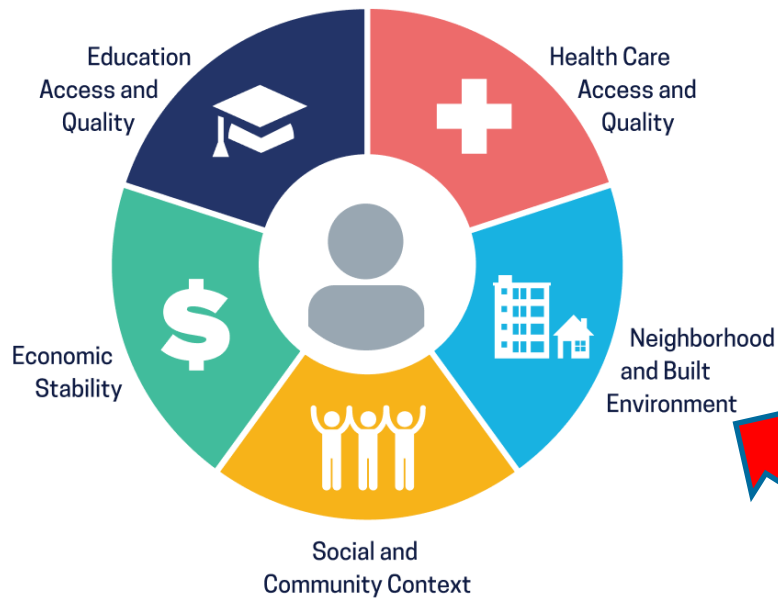 Education
Access and
Quality
Health Care
Access and
Quality
$
Economic
Stability
Neighborhood
and Built
Environment
Social and
Community Context